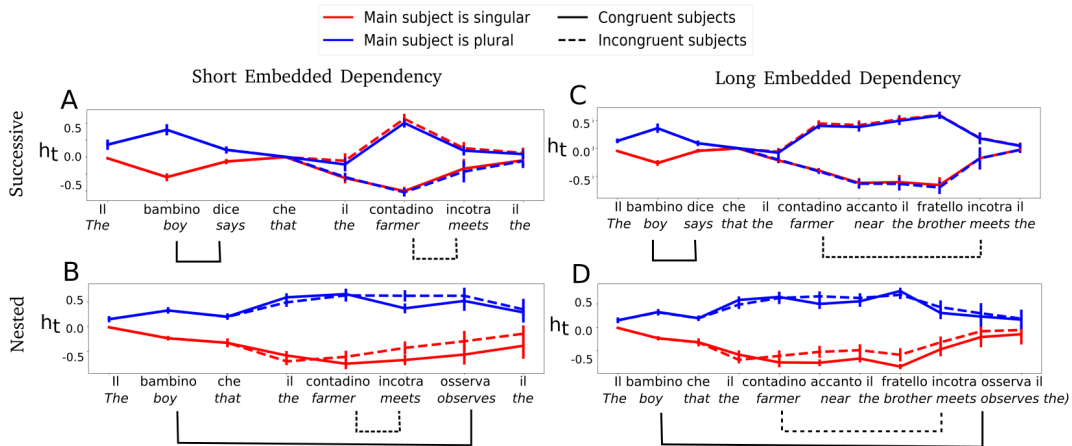 Main subject is singular
Main subject is plural
Congruent subjects
Incongruent subjects
Short Embedded Dependency
Long Embedded Dependency
Successive
A
ht
0.5
0.0
-0.5
Il bambino dice che il contadino incotra il
The boy says that the farmer meets the
C
ht
0.5
0.0
-0.5
Il bambino dice che il contadino accanto il fratello incotra il
The boy says that the farmer near the brother meets the
Nested
B
ht
0.5
0.0
-0.5
Il bambino che il contadino incotra osserva il
The boy that the farmer meets observes the
D
ht
0.5
0.0
-0.5
Il bambino che il contadino accanto il fratello incotra osserva il
The boy that the farmer near the brother meets observes the)